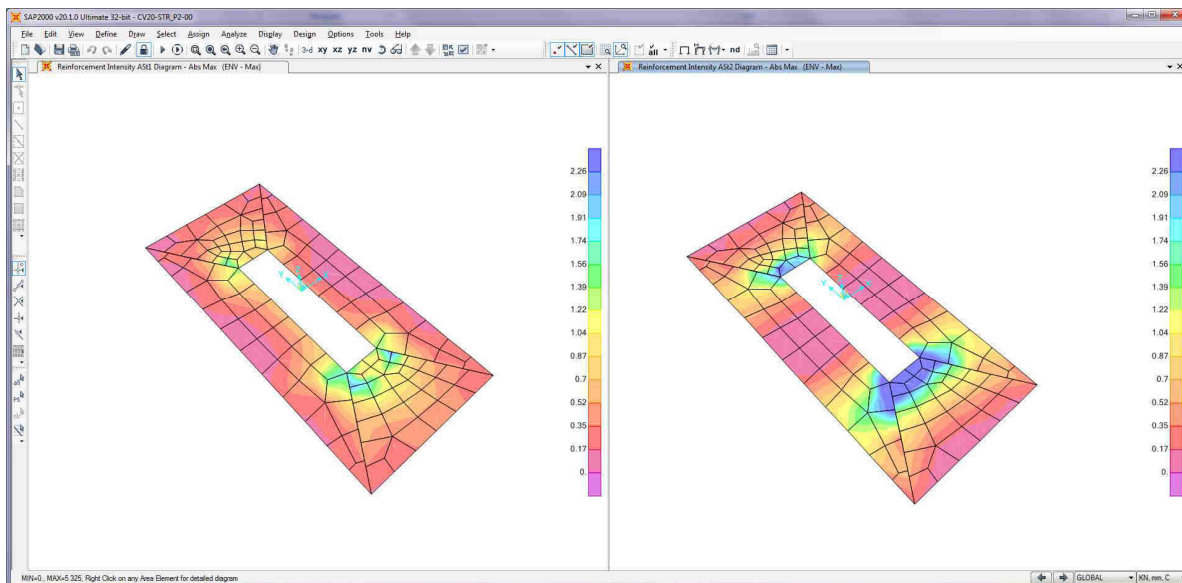 SAP2000 v20.1.0 Ultimate 32-bit - CV20-STR_P2-00
File Edit View Define Draw Select Assign Analyze Display Design Options Tools Help
3-d xy xz yz nv all nd
Reinforcement Intensity ASt1 Diagram - Abs Max (ENV - Max)
Reinforcement Intensity ASt2 Diagram - Abs Max (ENV - Max)
2.26
2.09
1.91
1.74
1.56
1.39
1.22
1.04
0.87
0.7
0.52
0.35
0.17
0.
2.26
2.09
1.91
1.74
1.56
1.39
1.22
1.04
0.87
0.7
0.52
0.35
0.17
0.
all
PS
MIN=0., MAX=5.325, Right Click on any Area Element for detailed diagram
GLOBAL
KN, mm, C